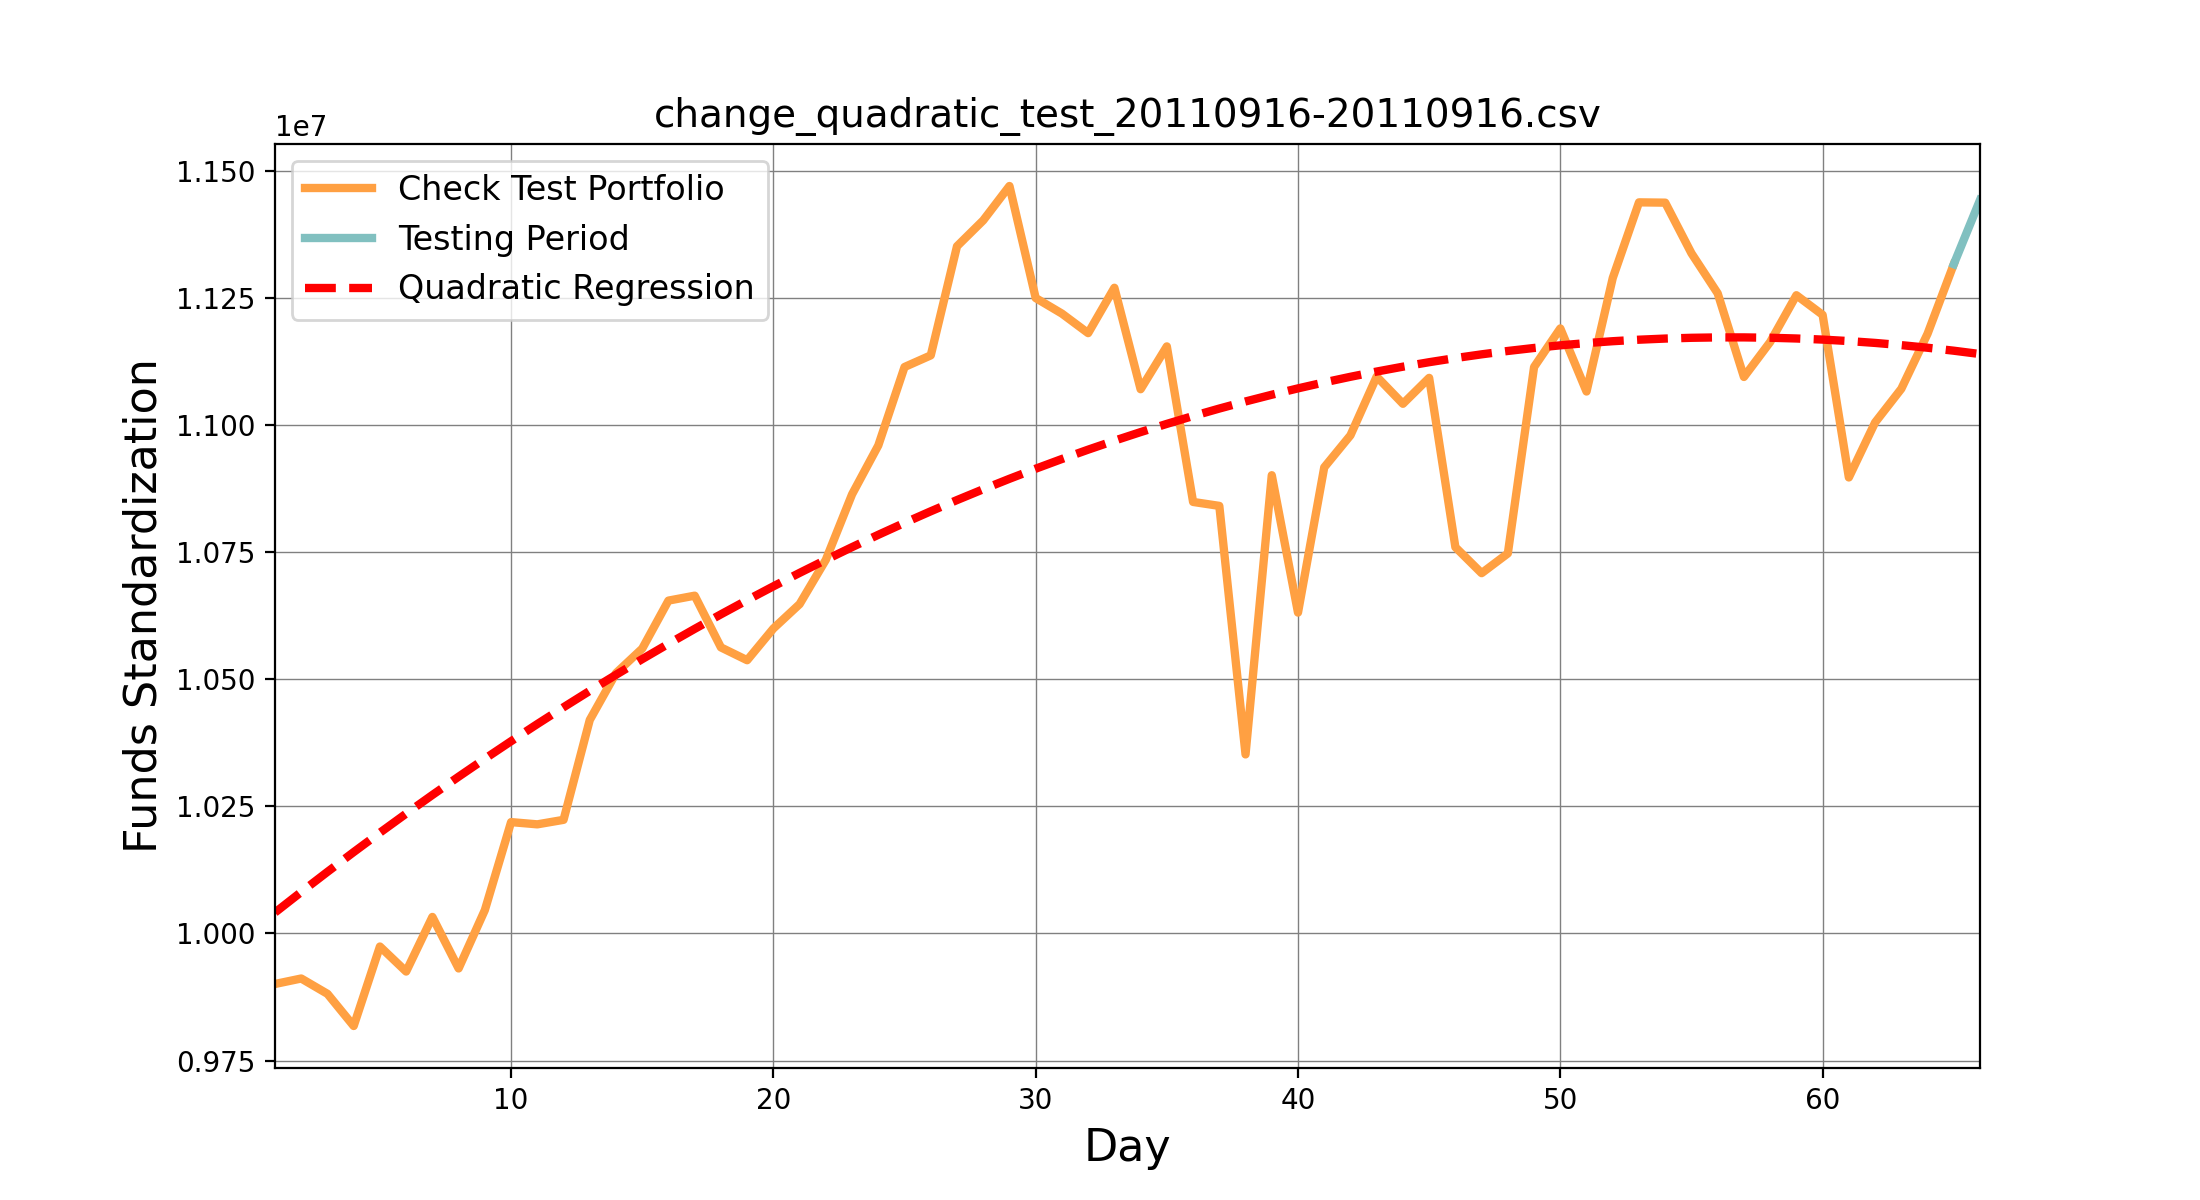 change_quadratic_test_20110916-20110916.csv
1e7
Check Test Portfolio
Testing Period
Quadratic Regression
Funds Standardization
1.150
1.125
1.100
1.075
1.050
1.025
1.000
0.975
10 20 30 40 50 60
Day